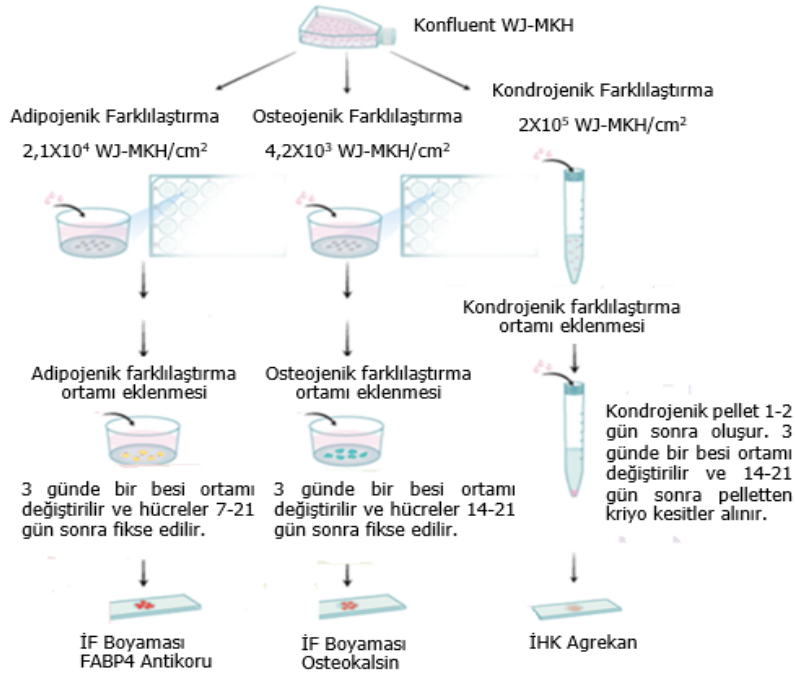 Konfluent WJ-MKH
Adipojenik Farklılaştırma
2,1X10⁴ WJ-MKH/cm²
Osteojenik Farklılaştırma
4,2X10³ WJ-MKH/cm²
Kondrojenik Farklılaştırma
2X10⁵ WJ-MKH/cm²
Kondrojenik farklılaştırma
ortamı eklenmesi
Adipojenik farklılaştırma
ortamı eklenmesi
Osteojenik farklılaştırma
ortamı eklenmesi
3 günde bir besi ortamı
değiştirilir ve hücreler 7-21
gün sonra fikse edilir.
3 günde bir besi ortamı
değiştirilir ve hücreler 14-21
gün sonra fikse edilir.
Kondrojenik pellet 1-2
gün sonra oluşur. 3
günde bir besi ortamı
değiştirilir ve 14-21
gün sonra pelletten
kriyo kesitler alınır.
İF Boyaması
FABP4 Antikoru
İF Boyaması
Osteokalsin
İHK Agrekan